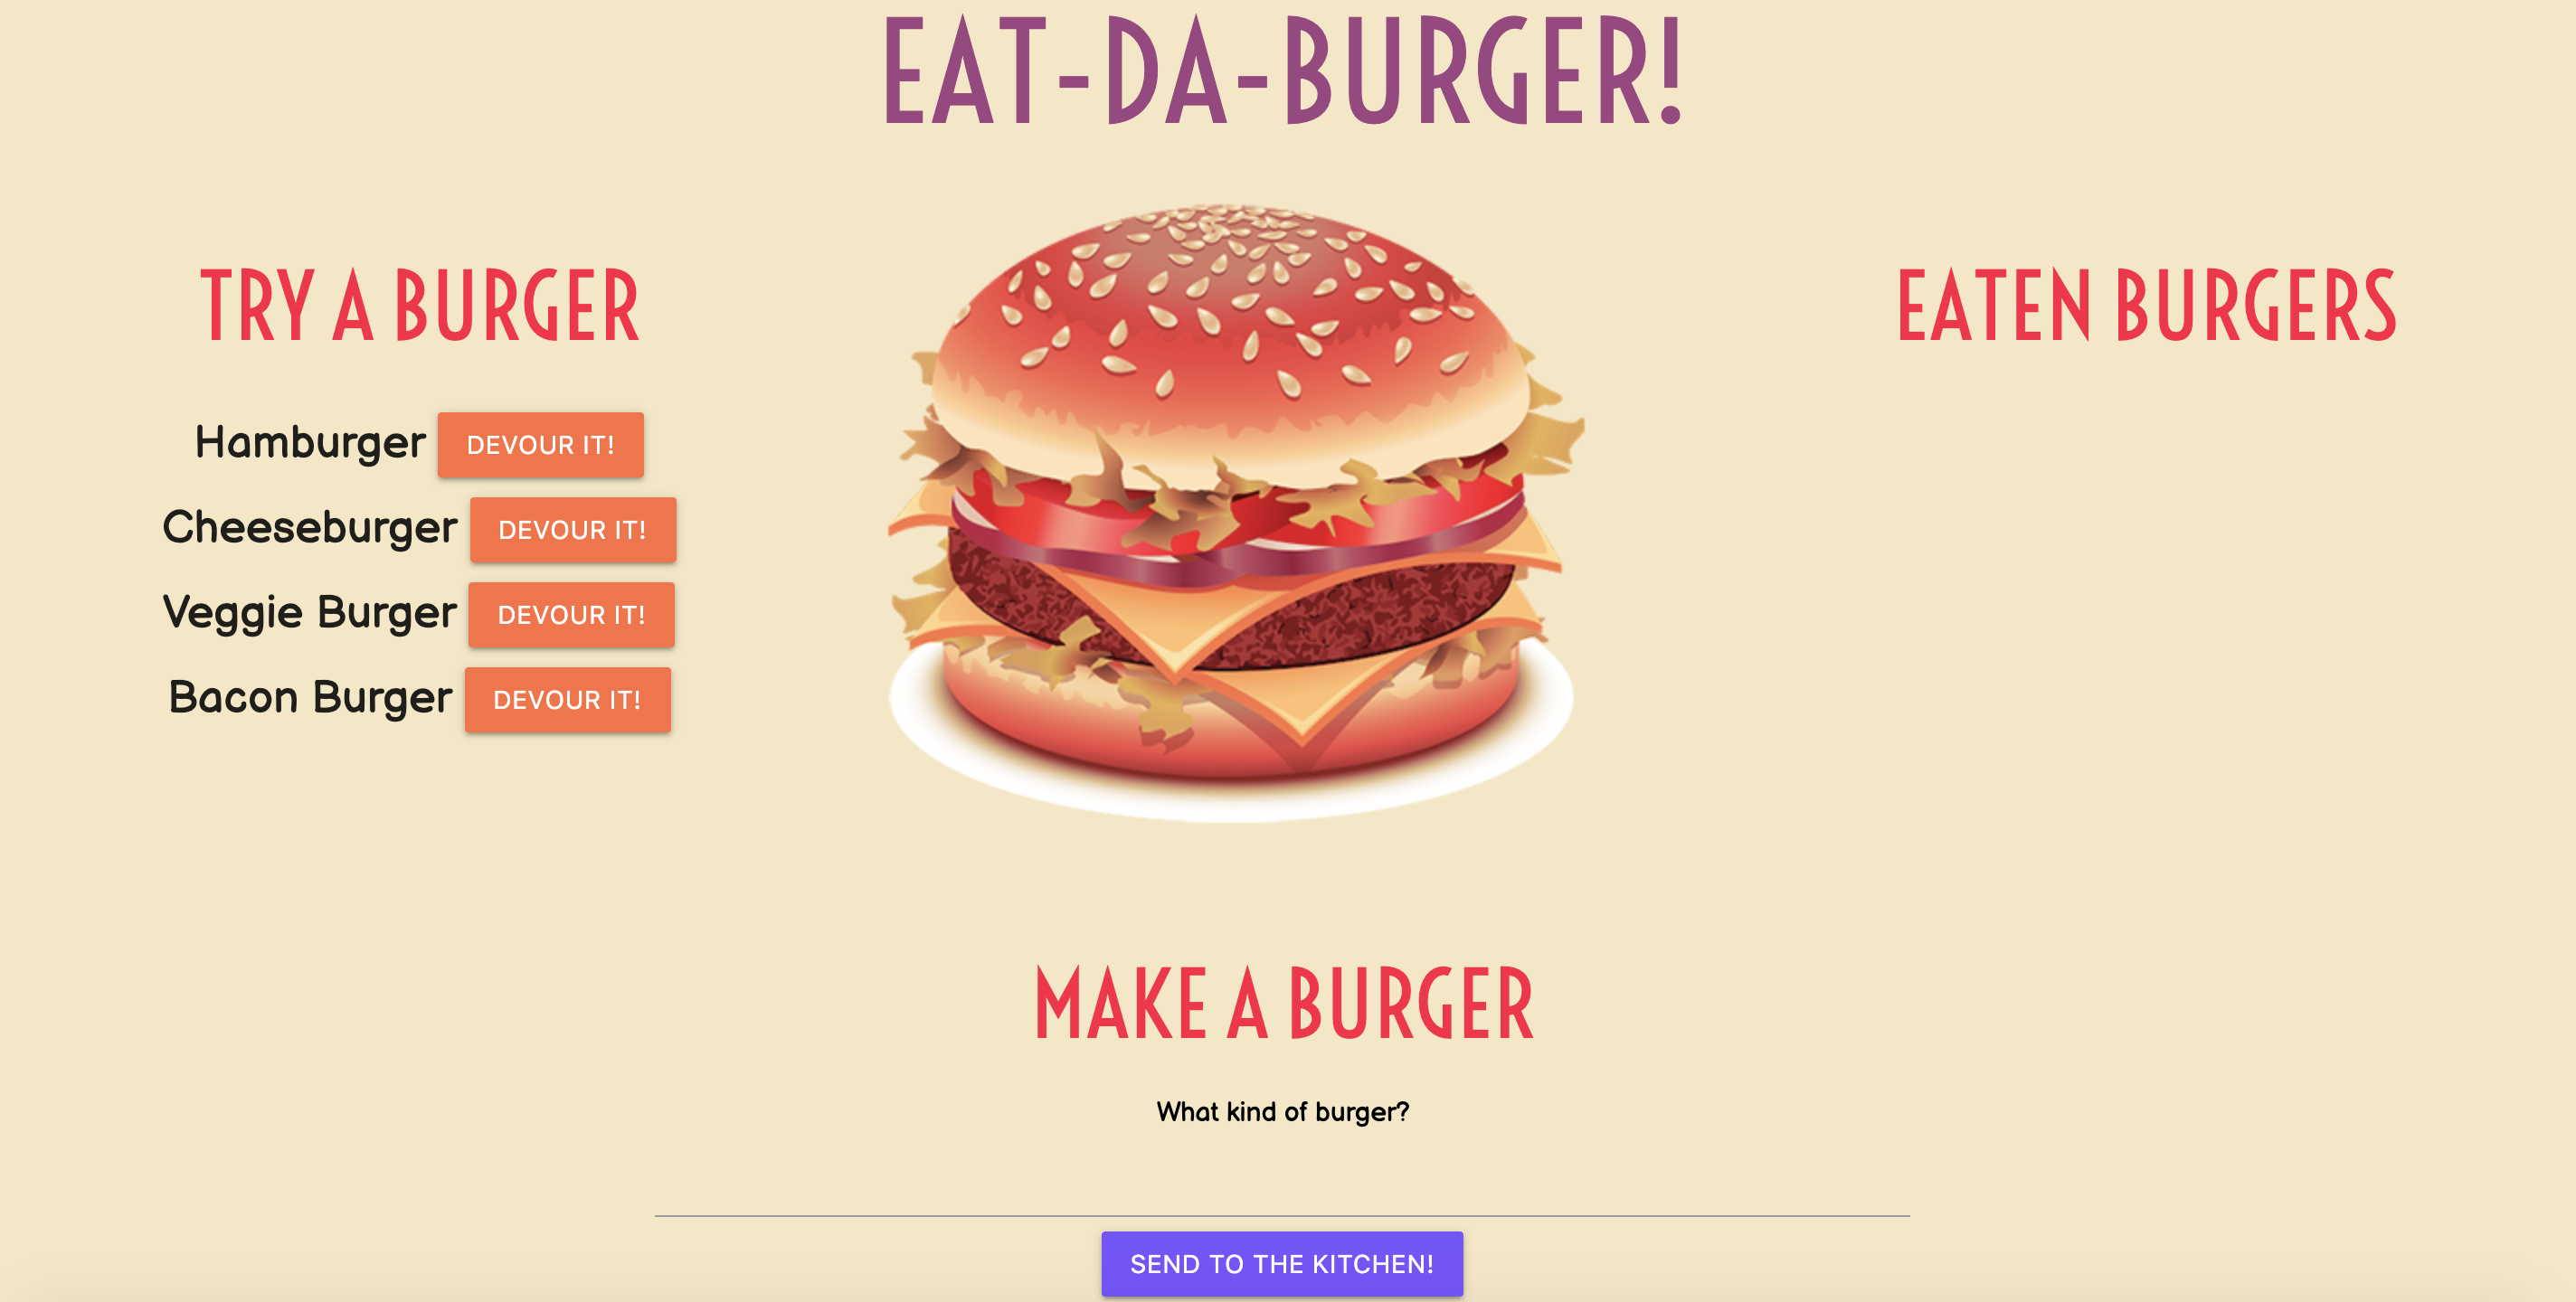 EAT-DA-BURGER!
TRY A BURGER
Hamburger DEVOUR IT!
Cheeseburger DEVOUR IT!
Veggie Burger DEVOUR IT!
Bacon Burger DEVOUR IT!
EATEN BURGERS
MAKE A BURGER
What kind of burger?
SEND TO THE KITCHEN!